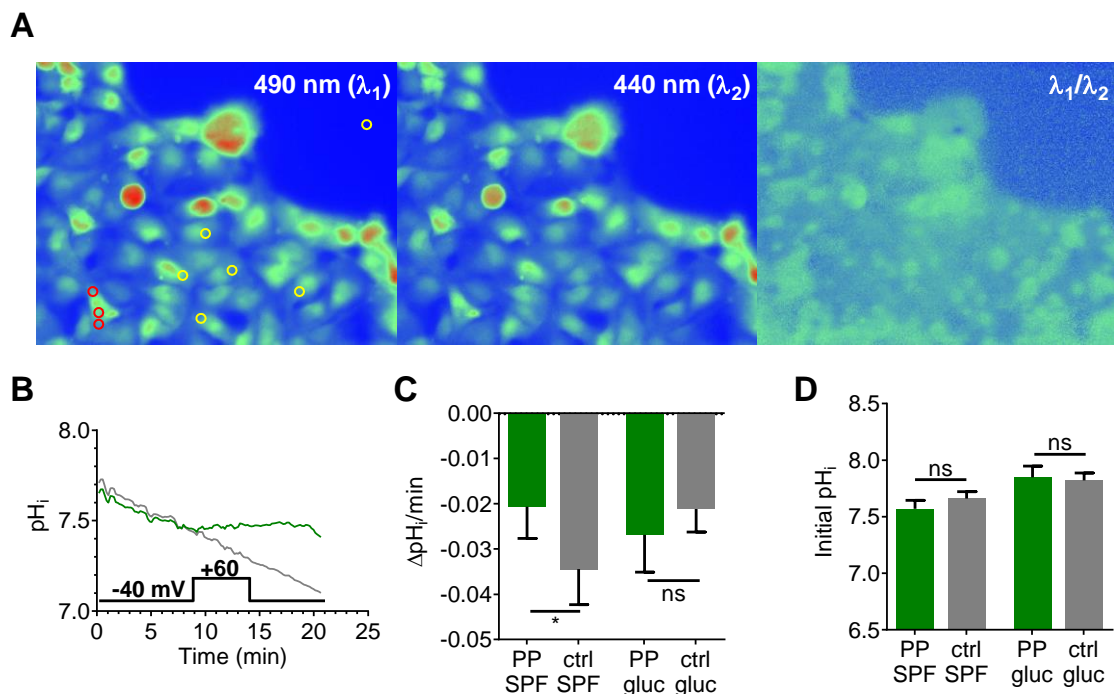 A
490 nm (λ1)
440 nm (λ2)
λ1/λ2
B
8.0
7.5
7.0
pHi
-40 mV
+60
0
5
10
15
20
25
Time (min)
C
0.00
-0.01
-0.02
-0.03
-0.04
-0.05
ΔpHi/min
*
ns
PP
SPF
ctrl
SPF
PP
gluc
ctrl
gluc
D
8.5
8.0
7.5
7.0
6.5
Initial pHi
ns
ns
PP
SPF
ctrl
SPF
PP
gluc
ctrl
gluc